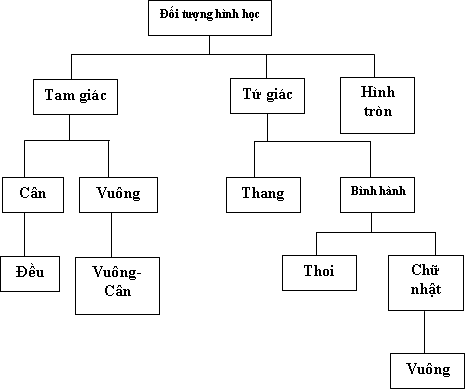 Đối tượng hình học
Tam giác
Tứ giác
Hình
tròn
Cân
Vuông
Thang
Bình hành
Đều
Vuông-
Cân
Thoi
Chữ
nhật
Vuông